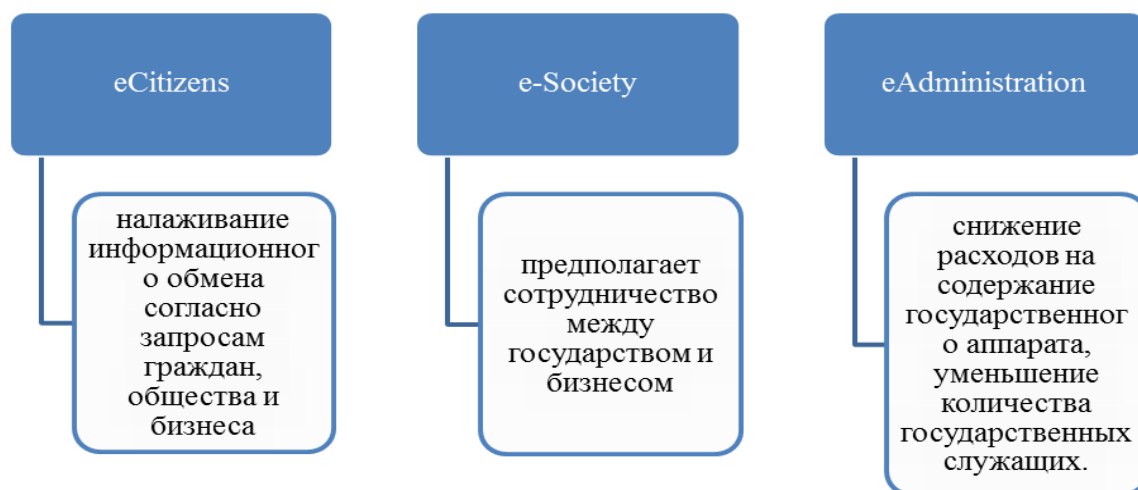 eCitizens
налаживание
информационног
о обмена
согласно
запросам
граждан,
общества и
бизнеса
e-Society
предполагает
сотрудничество
между
государством и
бизнесом
eAdministration
снижение
расходов на
содержание
государственног
о аппарата,
уменьшение
количества
государственных
служащих.